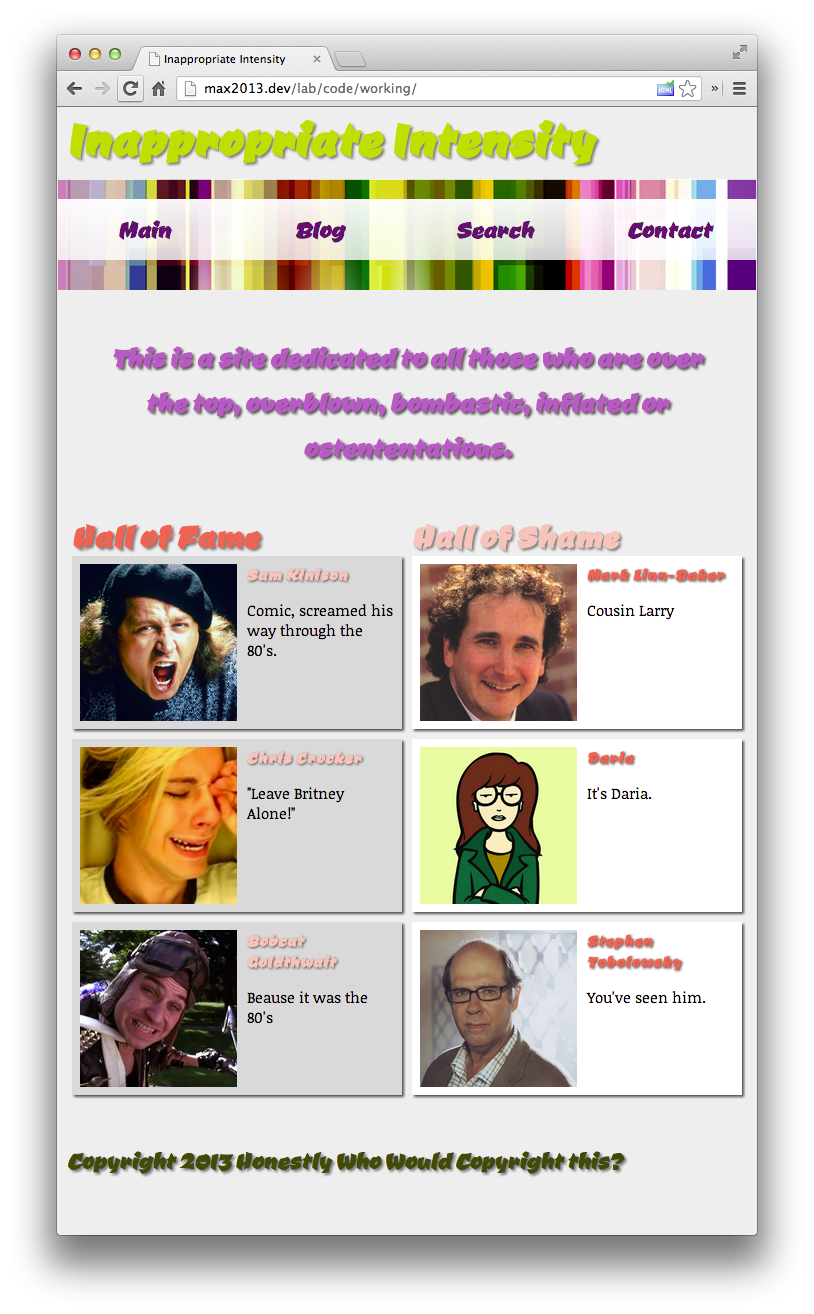 Inappropriate Intensity
max2013.dev/lab/code/working/
HTML
»
Inappropriate Intensity
Main Blog Search Contact
This is a site dedicated to all those who are over
the top, overblown, bombastic, inflated or
ostententatious.
Hall of Fame
Sam Kinison
Comic, screamed his
way through the
80's.
Chris Crocker
"Leave Britney
Alone!"
Bobcat
Goldthwait
Beause it was the
80's
Hall of Shame
Mark Linn-Baker
Cousin Larry
Daria
It's Daria.
Stephen
Tobolowsky
You've seen him.
Copyright 2013 Honestly Who Would Copyright this?